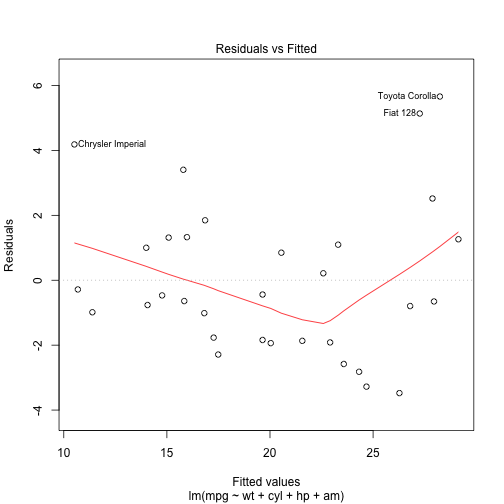 Residuals vs Fitted
6
4
2
0
-2
-4
Residuals
Toyota Corolla
Fiat 128
Chrysler Imperial
10 15 20 25
Fitted values
lm(mpg ~ wt + cyl + hp + am)